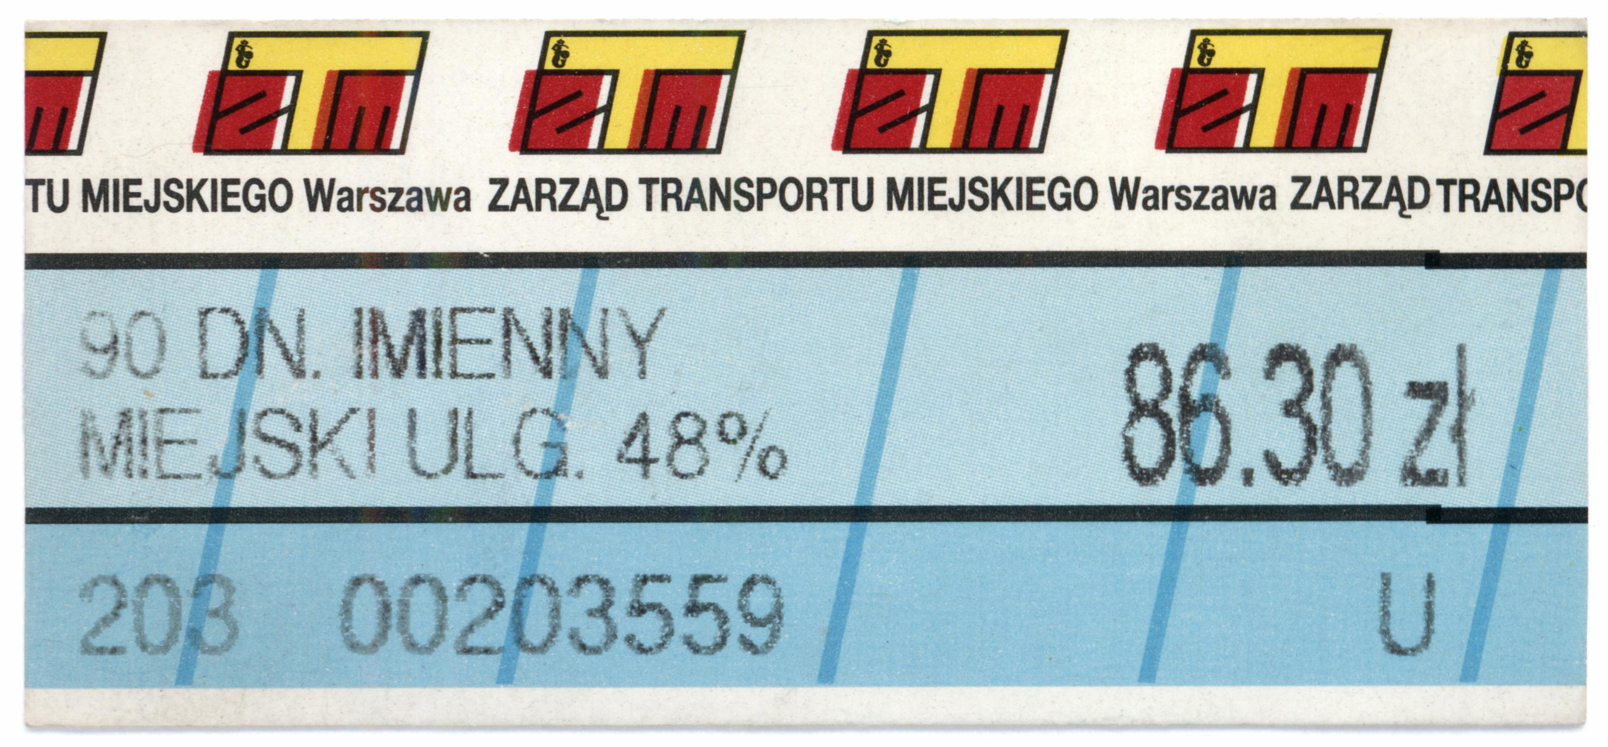 ZTM ZTM ZTM ZTM
TU MIEJSKIEGO Warszawa ZARZĄD TRANSPORTU MIEJSKIEGO Warszawa ZARZĄD TRANSPO
90 DN. IMIENNY
MIEJSKI ULG. 48%
86.30 zł
203 00203559 U